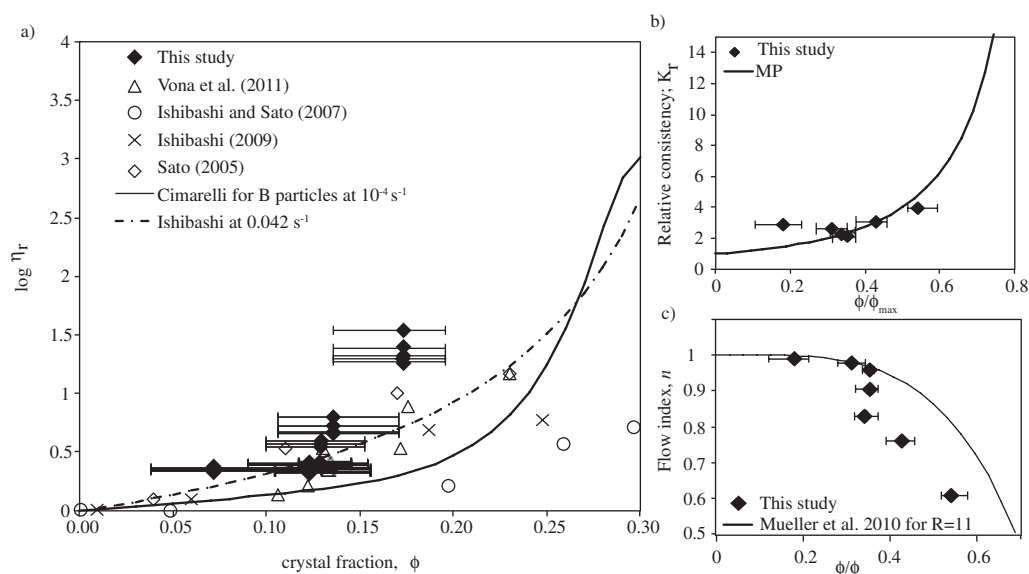 a)
4
3.5
3
2.5
2
1.5
1
0.5
0
log ηr
This study
Vona et al. (2011)
Ishibashi and Sato (2007)
Ishibashi (2009)
Sato (2005)
Cimarelli for B particles at 10⁻⁴ s⁻¹
Ishibashi at 0.042 s⁻¹
0.00 0.05 0.10 0.15 0.20 0.25 0.30
crystal fraction, ϕ
b)
Relative consistency; Kr
14
12
10
8
6
4
2
0
This study
MP
0 0.2 0.4 0.6 0.8
ϕ/ϕmax
c)
Flow index, n
1
0.9
0.8
0.7
0.6
0.5
This study
Mueller et al. 2010 for R=11
0 0.2 0.4 0.6
ϕ/ϕ